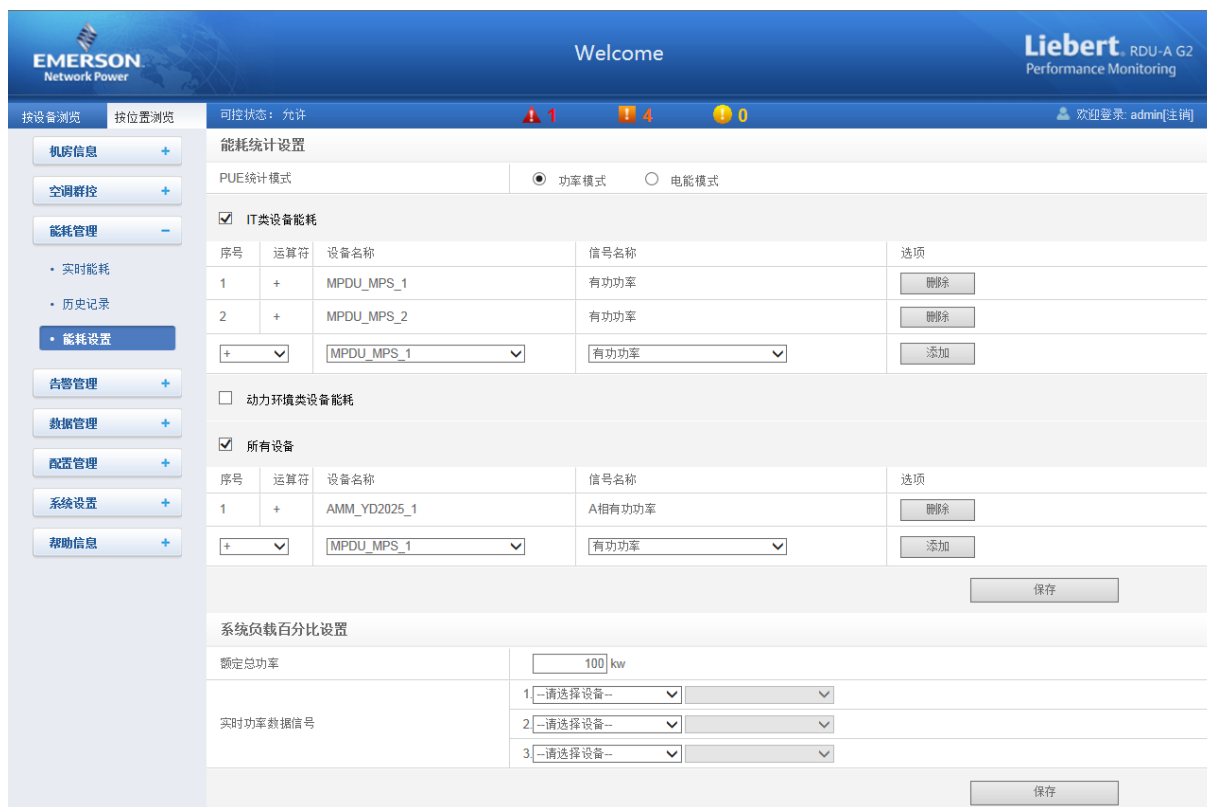 EMERSON.
Network Power
Welcome
Liebert. RDU-A G2
Performance Monitoring
按设备浏览 按位置浏览 可控状态：允许 1 4 0 欢迎登录: admin[注销]
机房信息 +
空调群控 +
能耗管理 −
• 实时能耗
• 历史记录
• 能耗设置
告警管理 +
数据管理 +
配置管理 +
系统设置 +
帮助信息 +
能耗统计设置
PUE统计模式 功率模式 电能模式
IT类设备能耗
序号 运算符 设备名称 信号名称 选项
1 + MPDU_MPS_1 有功功率 删除
2 + MPDU_MPS_2 有功功率 删除
+ MPDU_MPS_1 有功功率 添加
动力环境类设备能耗
所有设备
序号 运算符 设备名称 信号名称 选项
1 + AMM_YD2025_1 A相有功功率 删除
+ MPDU_MPS_1 有功功率 添加
保存
系统负载百分比设置
额定总功率 100 kw
实时功率数据信号
1. --请选择设备--
2. --请选择设备--
3. --请选择设备--
保存